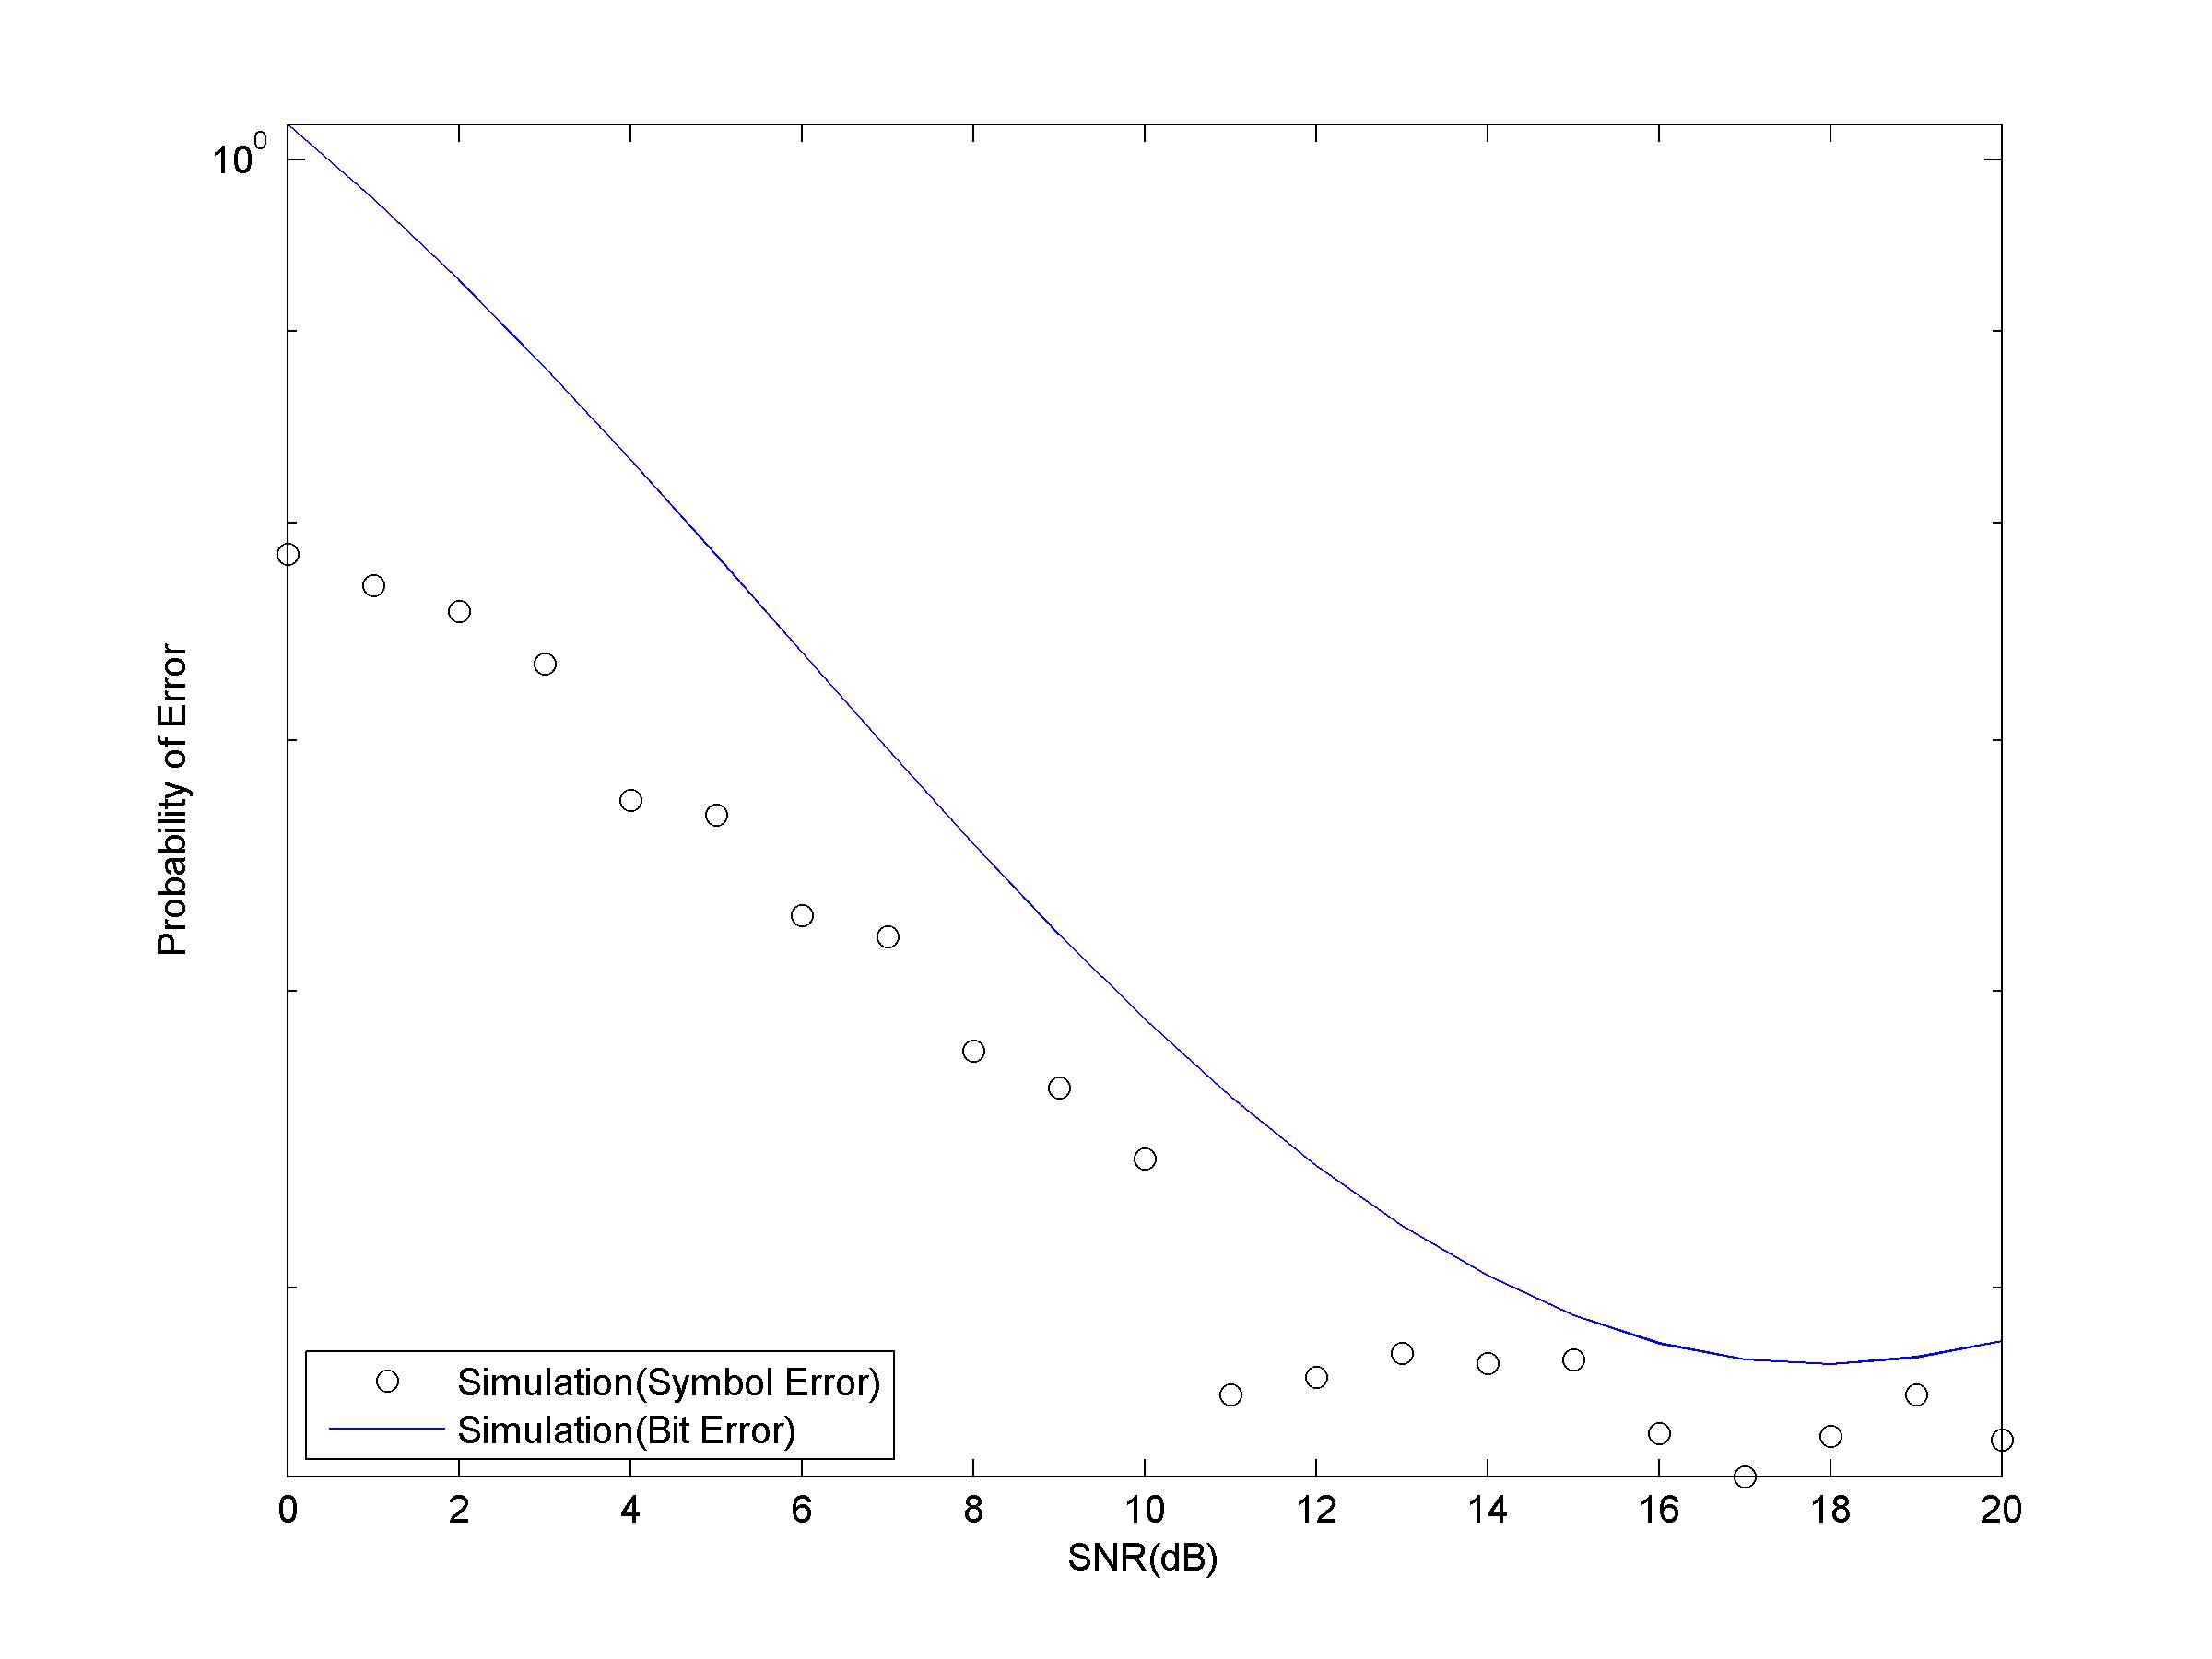 10^0
Probability of Error
Simulation(Symbol Error)
Simulation(Bit Error)
0 2 4 6 8 10 12 14 16 18 20
SNR(dB)